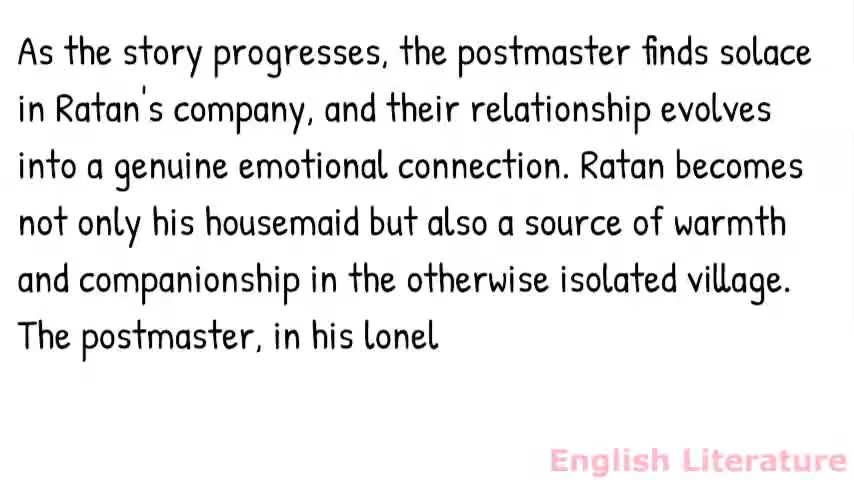 As the story progresses, the postmaster finds solace
in Ratan's company, and their relationship evolves
into a genuine emotional connection. Ratan becomes
not only his housemaid but also a source of warmth
and companionship in the otherwise isolated village.
The postmaster, in his lonel
English Literature